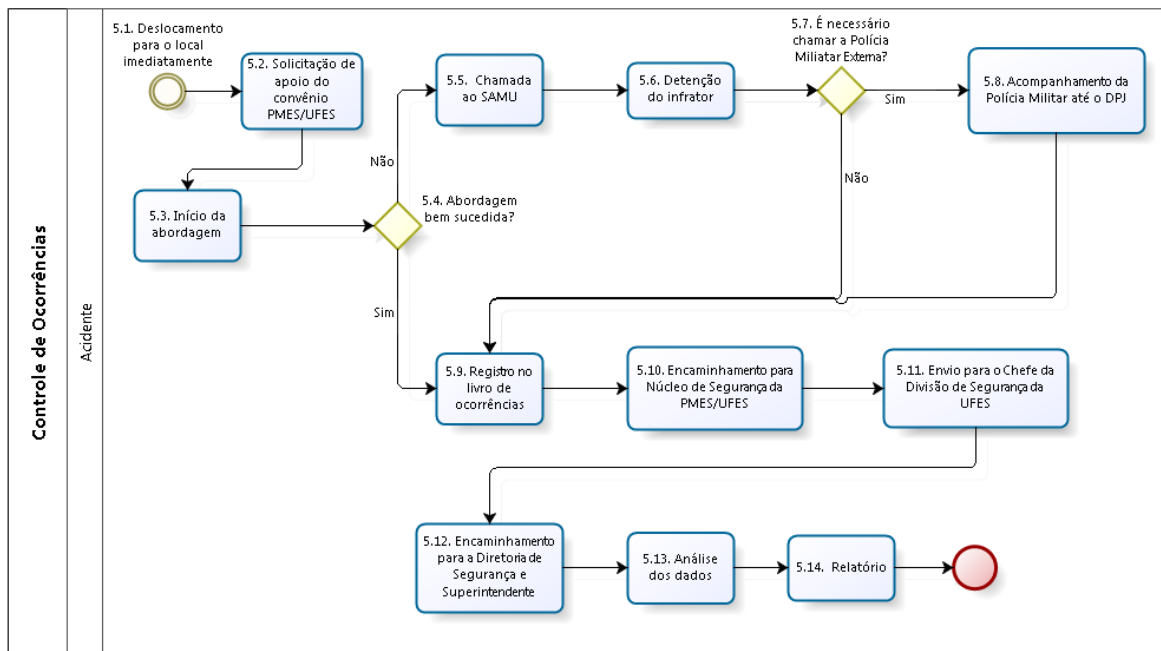 Controle de Ocorrências
Acidente
5.1. Deslocamento
para o local
imediatamente
5.2. Solicitação de
apoio do
convênio
PMES/UFES
5.3. Início da
abordagem
5.4. Abordagem
bem sucedida?
Não
Sim
5.5. Chamada
ao SAMU
5.6. Detenção
do infrator
5.7. É necessário
chamar a Polícia
Miliatar Externa?
Sim
Não
5.8. Acompanhamento da
Polícia Militar até o DPJ
5.9. Registro no
livro de
ocorrências
5.10. Encaminhamento para
Núcleo de Segurança da
PMES/UFES
5.11. Envio para o Chefe da
Divisão de Segurança da
UFES
5.12. Encaminhamento
para a Diretoria de
Segurança e
Superintendente
5.13. Análise
dos dados
5.14. Relatório